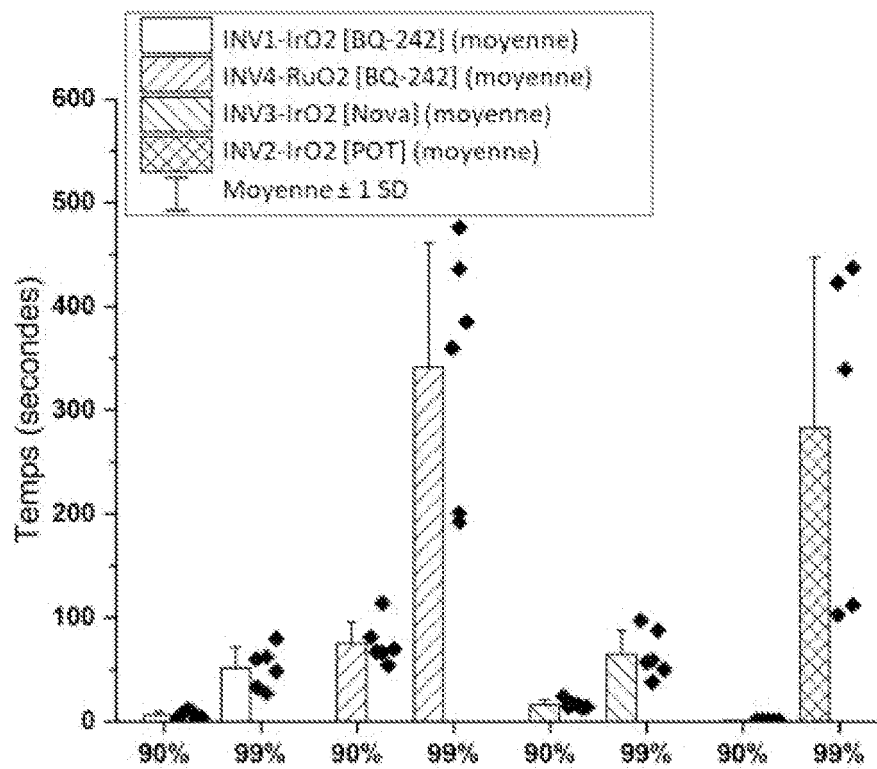 INV1-IrO2 [BQ-242] (moyenne)
INV4-RuO2 [BQ-242] (moyenne)
INV3-IrO2 [Nova] (moyenne)
INV2-IrO2 [POT] (moyenne)
Moyenne ± 1 SD
Temps (secondes)
600
500
400
300
200
100
0
90% 99% 90% 99% 90% 99% 90% 99%